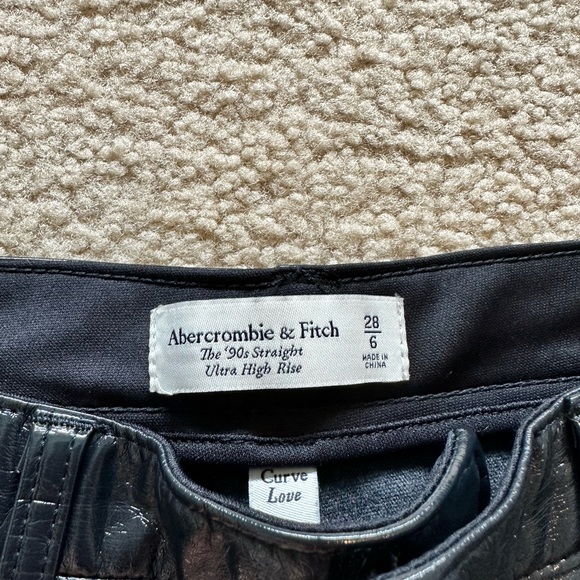 Abercrombie & Fitch
The '90s Straight
Ultra High Rise
28
6
MADE IN
CHINA
Curve
Love